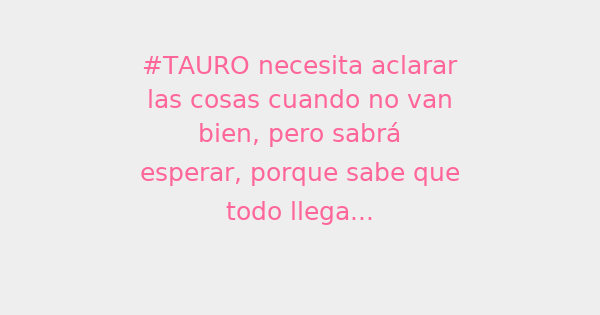 #TAURO necesita aclarar
las cosas cuando no van
bien, pero sabrá
esperar, porque sabe que
todo llega...